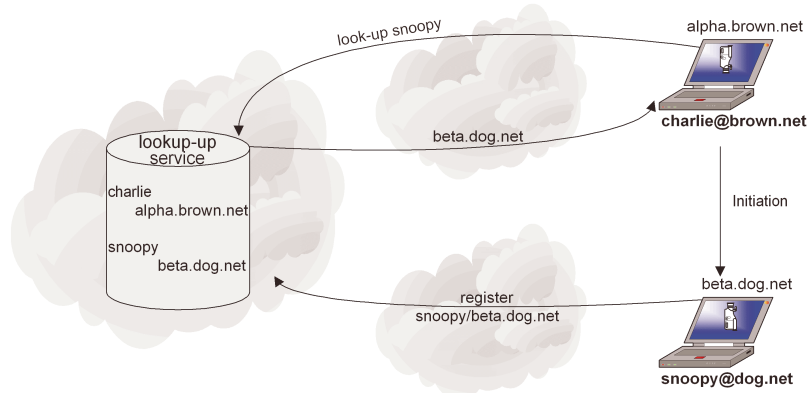 alpha.brown.net
look-up snoopy
charlie@brown.net
beta.dog.net
lookup-up
service
charlie
alpha.brown.net
snoopy
beta.dog.net
Initiation
beta.dog.net
register
snoopy/beta.dog.net
snoopy@dog.net